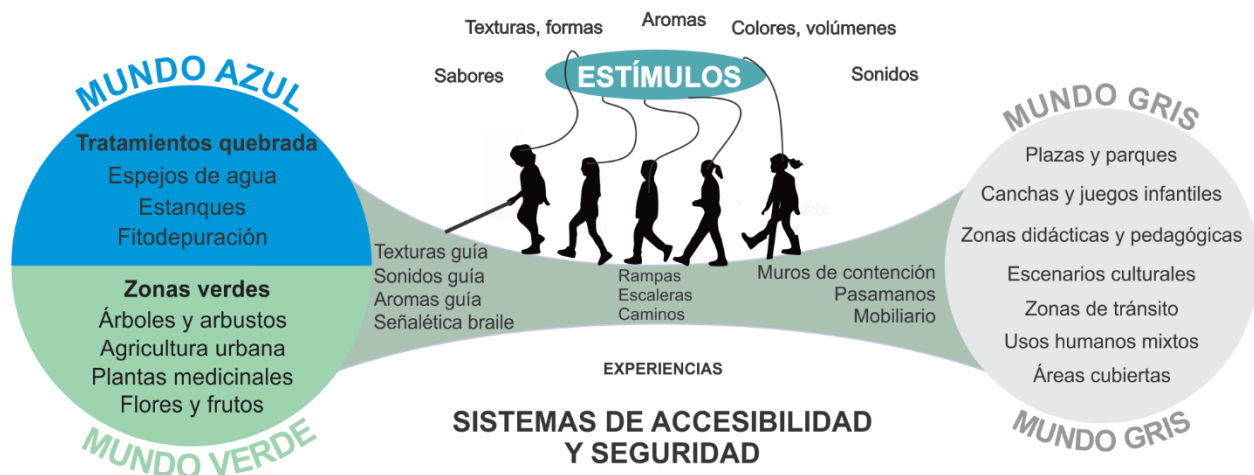 Texturas, formas
Aromas
Colores, volúmenes
Sabores
ESTÍMULOS
Sonidos
MUNDO AZUL
Tratamientos quebrada
Espejos de agua
Estanques
Fitodepuración
Zonas verdes
Árboles y arbustos
Agricultura urbana
Plantas medicinales
Flores y frutos
MUNDO VERDE
Texturas guía
Sonidos guía
Aromas guía
Señalética braile
Rampas
Escaleras
Caminos
Muros de contención
Pasamanos
Mobiliario
MUNDO GRIS
Plazas y parques
Canchas y juegos infantiles
Zonas didácticas y pedagógicas
Escenarios culturales
Zonas de tránsito
Usos humanos mixtos
Áreas cubiertas
MUNDO GRIS
EXPERIENCIAS
SISTEMAS DE ACCESIBILIDAD
Y SEGURIDAD